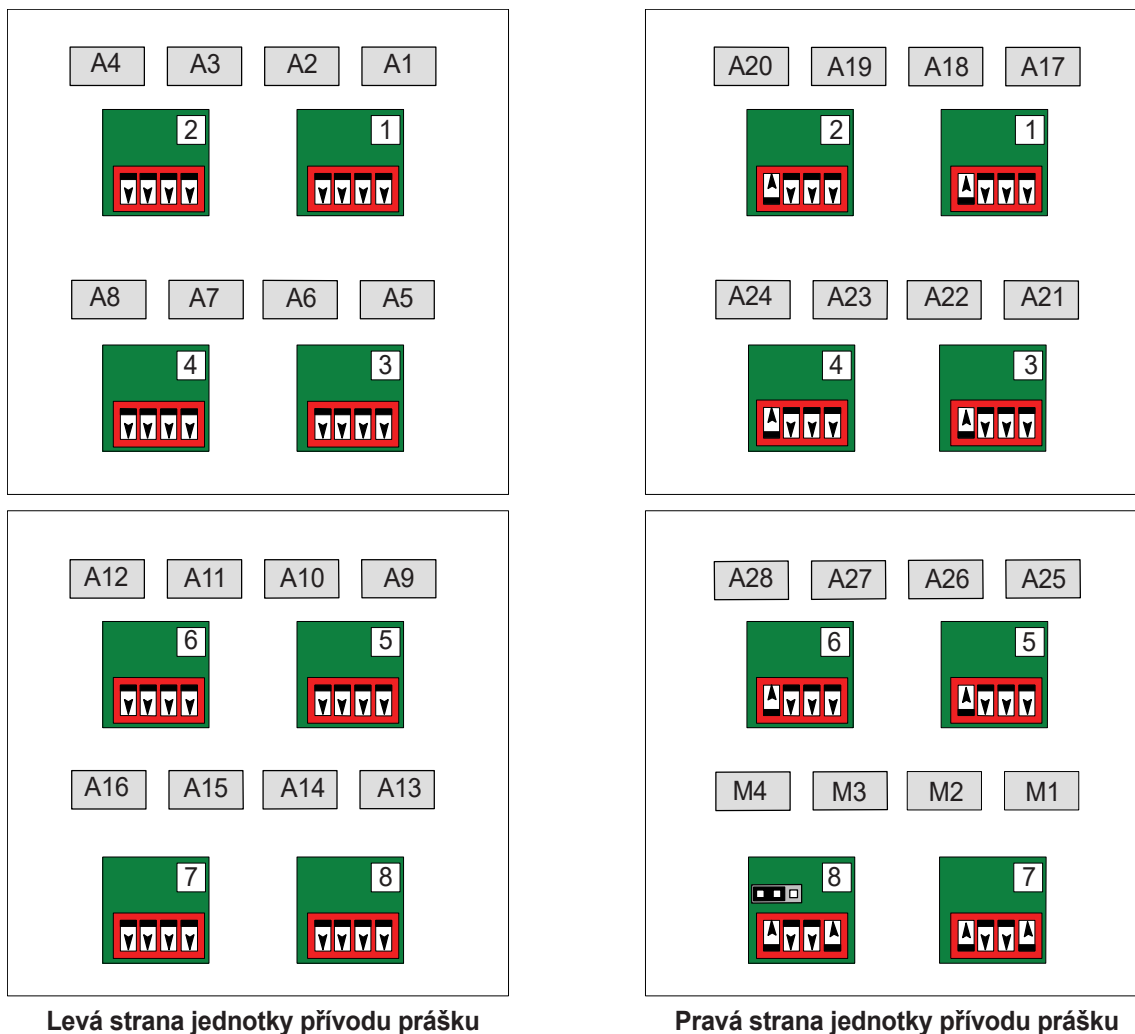 A4 A3 A2 A1
2 1
A8 A7 A6 A5
4 3
A12 A11 A10 A9
6 5
A16 A15 A14 A13
7 8
Levá strana jednotky přívodu prášku
A20 A19 A18 A17
2 1
A24 A23 A22 A21
4 3
A28 A27 A26 A25
6 5
M4 M3 M2 M1
8 7
Pravá strana jednotky přívodu prášku